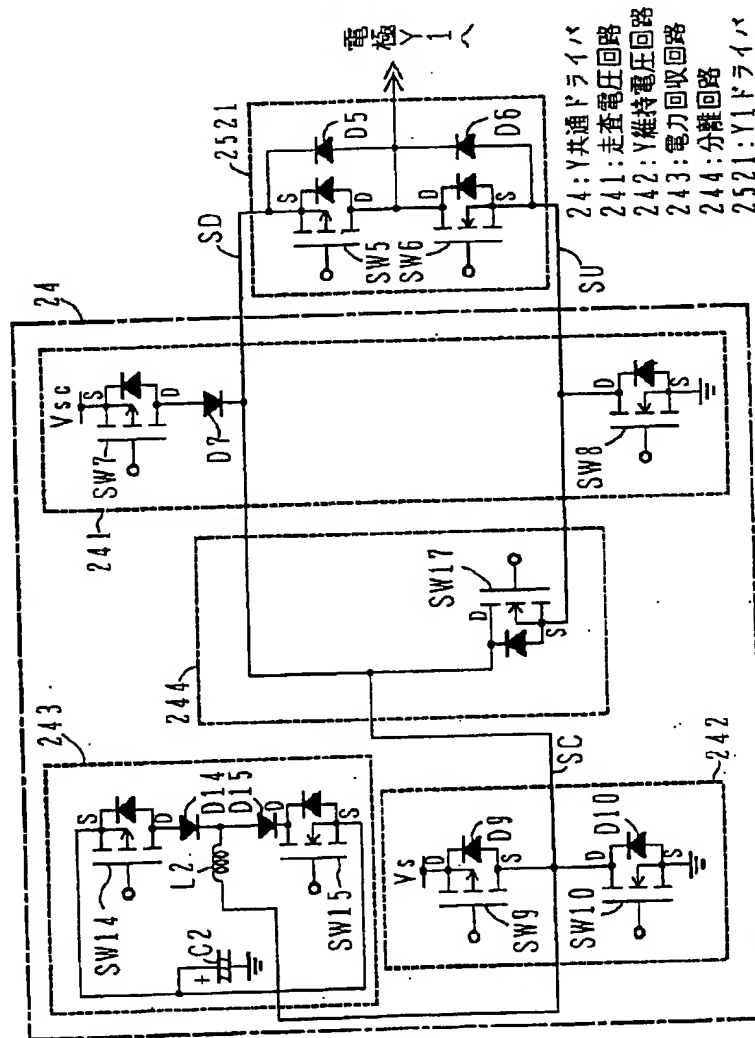 24
243
SW14
S
D
D14
L2
D15
D
C2
+
SW15
S
244
D
SW17
S
241
Vsc
SW7
S
D
D7
SD
2521
S
D5
SW5
D
D
SW6
D6
S
SU
電極Y1へ
SC
242
Vs
D
D9
SW9
S
D
D10
SW10
S
D
SW8
S
24:Y共通ドライバ
241:走査電圧回路
242:Y維持電圧回路
243:電力回収回路
244:分離回路
2521:Y1ドライバ